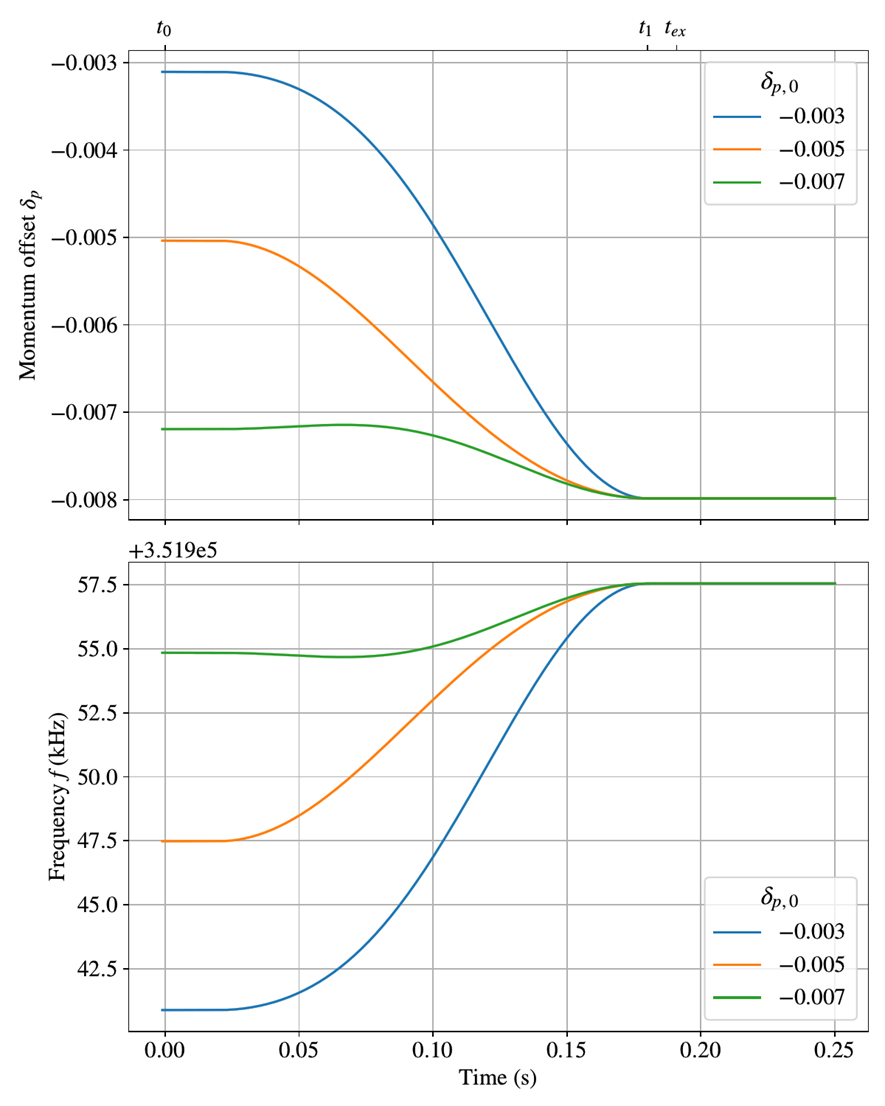 t₀ t₁ tₑₓ
−0.003
−0.004
−0.005
−0.006
−0.007
−0.008
Momentum offset δₚ
δₚ,₀
−0.003
−0.005
−0.007
+3.519e5
57.5
55.0
52.5
50.0
47.5
45.0
42.5
Frequency f (kHz)
δₚ,₀
−0.003
−0.005
−0.007
0.00 0.05 0.10 0.15 0.20 0.25
Time (s)